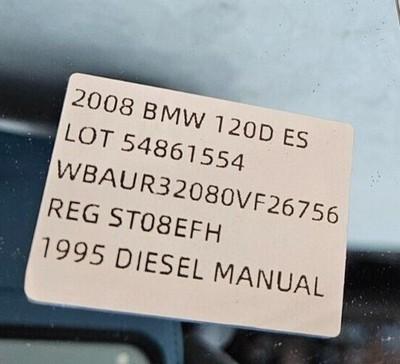 2008 BMW 120D ES
LOT 54861554
WBAUR32080VF26756
REG ST08EFH
1995 DIESEL MANUAL